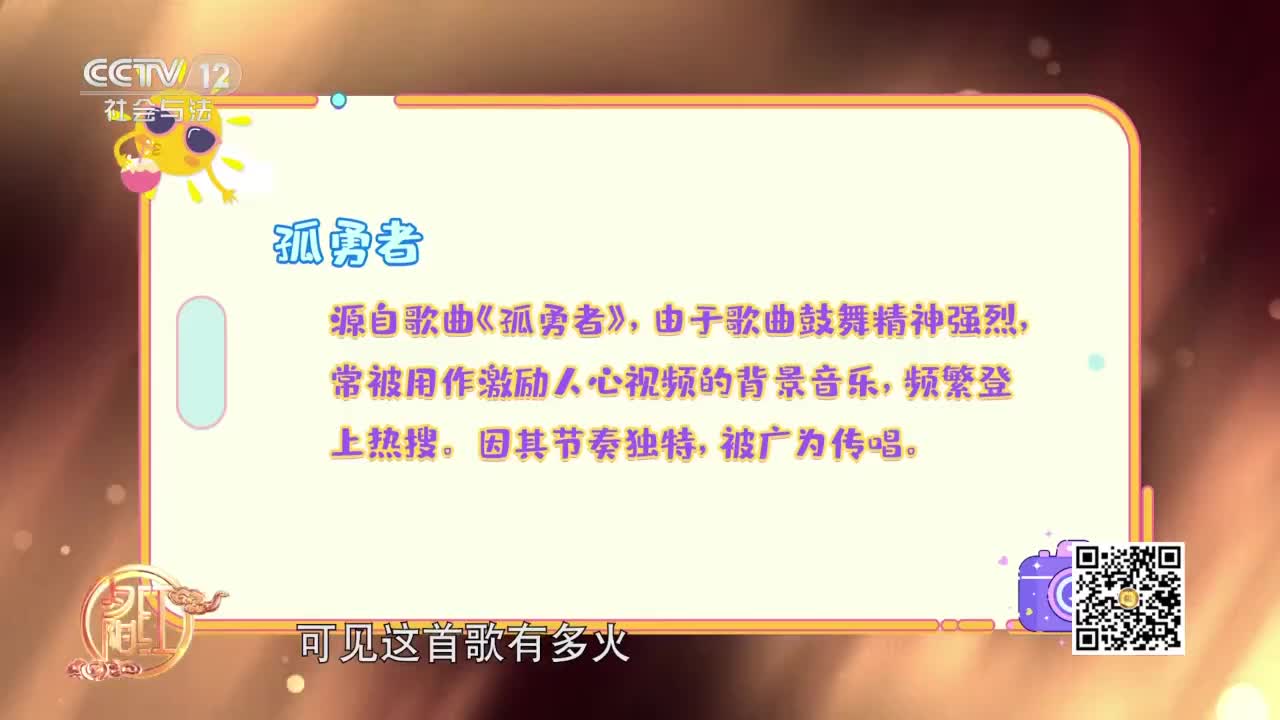 CCTV 12
社会与法
孤勇者
源自歌曲《孤勇者》，由于歌曲鼓舞精神强烈，
常被用作激励人心视频的背景音乐，频繁登
上热搜。因其节奏独特，被广为传唱。
夕阳红
可见这首歌有多火